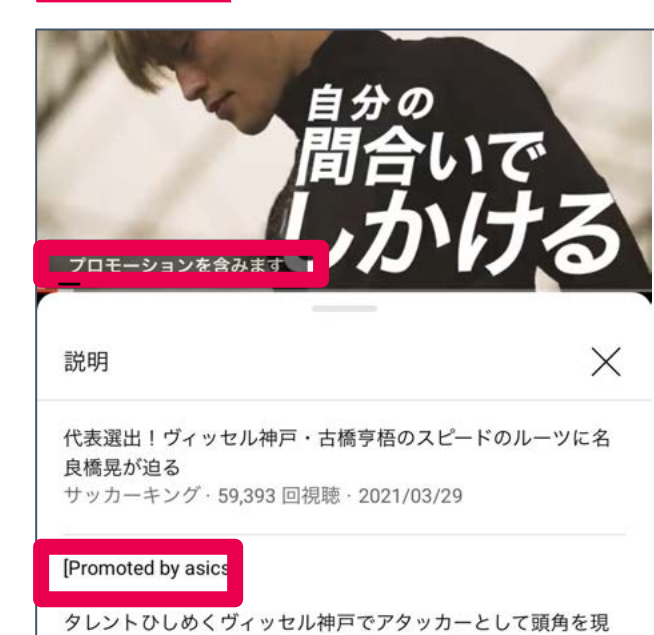 自分の
間合いで
しかける
プロモーションを含みます
説明
代表選出！ヴィッセル神戸・古橋亨梧のスピードのルーツに名
良橋晃が迫る
サッカーキング · 59,393 回視聴 · 2021/03/29
[Promoted by asics
タレントひしめくヴィッセル神戸でアタッカーとして頭角を現